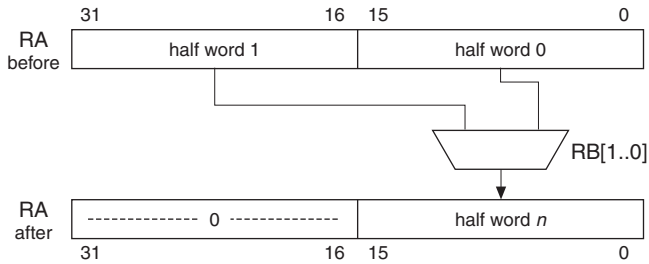 31 16 15 0
RA before half word 1 half word 0
RB[1..0]
RA after 0 half word n
31 16 15 0